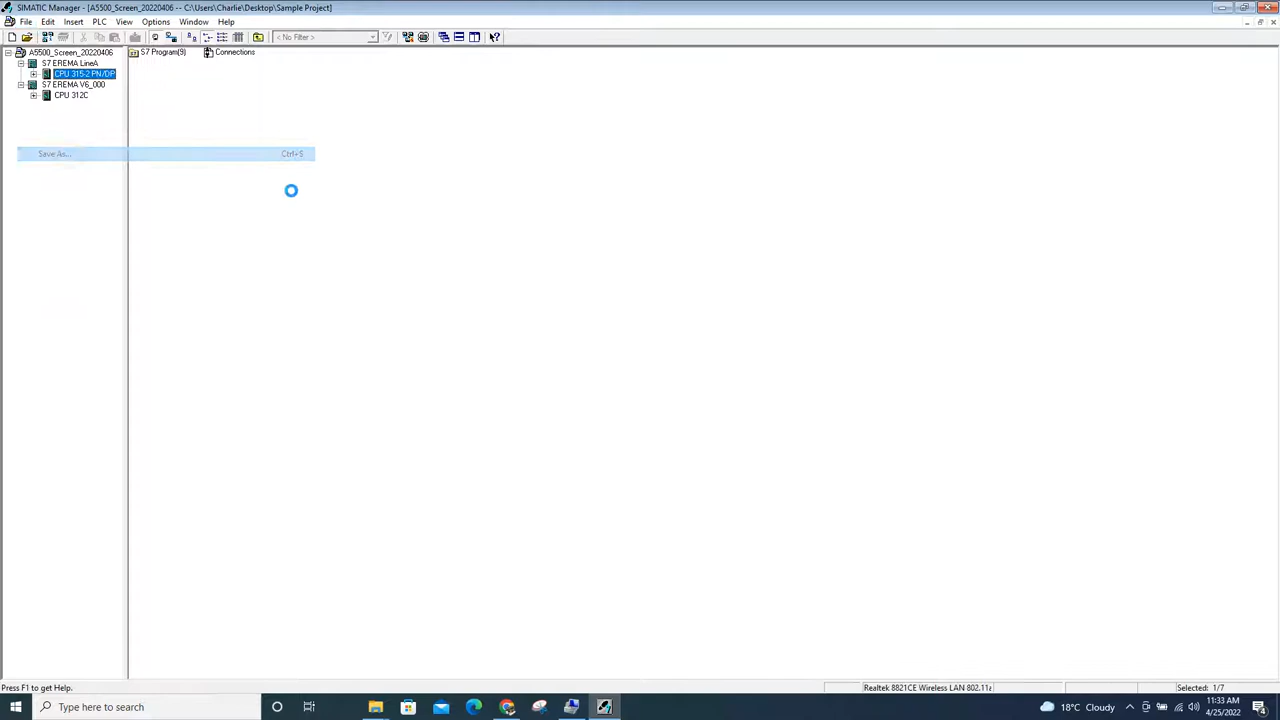 SIMATIC Manager - [A5500_Screen_20220406 -- C:\Users\Charlie\Desktop\Sample Project]
File Edit Insert PLC View Options Window Help
< No Filter >
A5500_Screen_20220406
S7 EREMA LineA
CPU 315-2 PN/DP
S7 EREMA V6_000
CPU 312C
S7 Program(9) Connections
Save As... Ctrl+S
Press F1 to get Help.
Realtek 8821CE Wireless LAN 802.11a
Selected: 1/7
Type here to search
18°C Cloudy
11:33 AM
4/25/2022
4